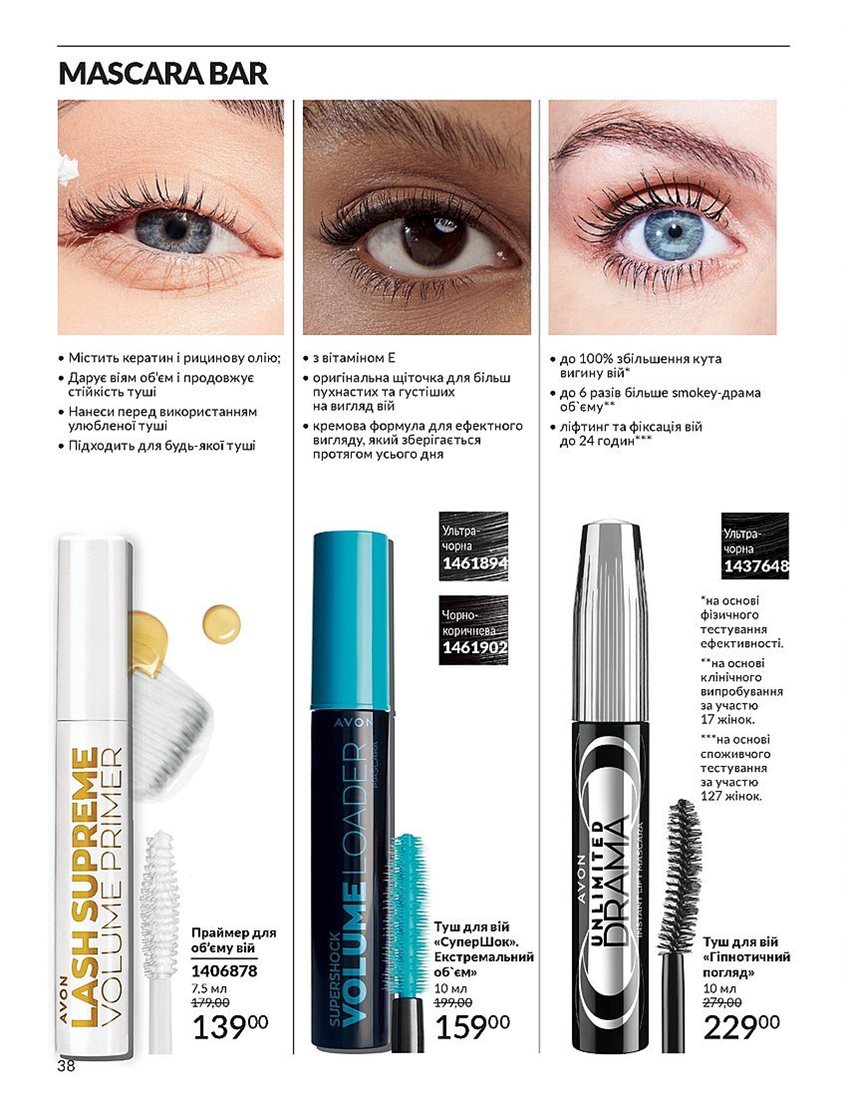 MASCARA BAR
• Містить кератин і рицинову олію;
• Дарує віям об'єм і продовжує
стійкість туші
• Нанеси перед використанням
улюбленої туші
• Підходить для будь-якої туші
• з вітаміном Е
• оригінальна щіточка для більш
пухнастих та густіших
на вигляд вій
• кремова формула для ефектного
вигляду, який зберігається
протягом усього дня
• до 100% збільшення кута
вигину вій*
• до 6 разів більше smokey-драма
об`єму**
• ліфтинг та фіксація вій
до 24 годин***
AVON
LASH SUPREME
VOLUME PRIMER
Праймер для
об'єму вій
1406878
7,5 мл
179,00
139 00
Ультра-
чорна
1461894
Чорно-
коричнева
1461902
AVON
SUPERSHOCK
VOLUME LOADER
MASCARA
Туш для вій
«СуперШок».
Екстремальний
об`єм»
10 мл
199,00
159 00
Ультра-
чорна
1437648
*на основі
фізичного
тестування
ефективності.
**на основі
клінічного
випробування
за участю
17 жінок.
***на основі
споживчого
тестування
за участю
127 жінок.
AVON
UNLIMITED
DRAMA
INSTANT LIFT MASCARA
Туш для вій
«Гіпнотичний
погляд»
10 мл
279,00
229 00
38